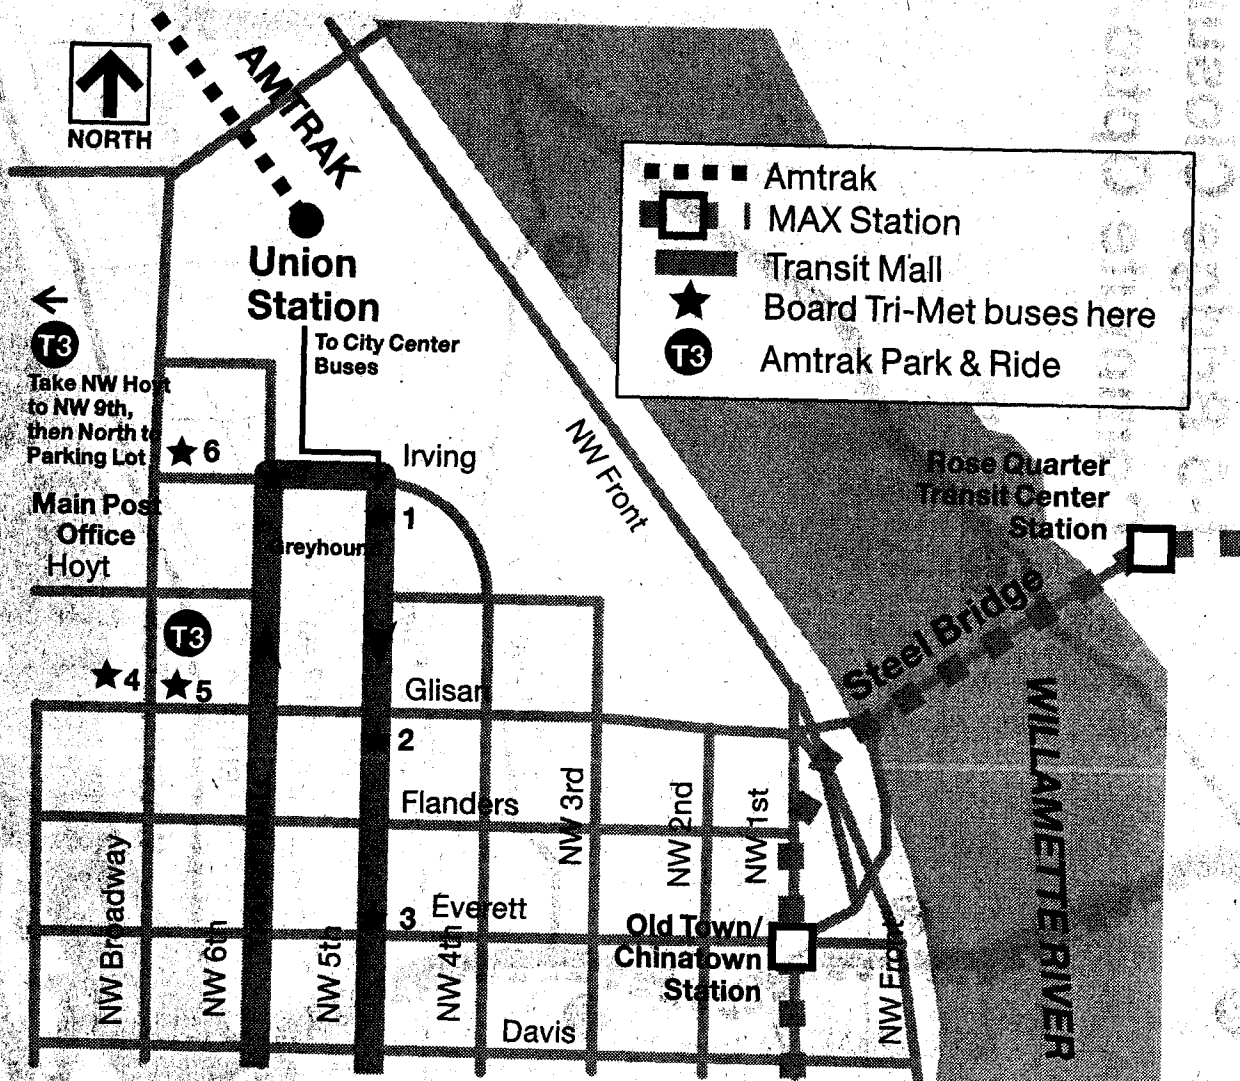 AMTRAK
NORTH
Amtrak
MAX Station
Transit Mall
Board Tri-Met buses here
T3 Amtrak Park & Ride
Union
Station
To City Center
Buses
T3
Take NW Hoyt
to NW 9th,
then North to
Parking Lot
6
Irving
NW Front
Rose Quarter
Transit Center
Station
Main Post
Office
1
Greyhound
Hoyt
Steel Bridge
T3
4
5
Glisan
WILLAMETTE RIVER
2
Flanders
NW 3rd
NW 2nd
NW 1st
NW Broadway
NW 6th
NW 5th
3
Everett
NW 4th
Old Town/
Chinatown
Station
NW Front
Davis